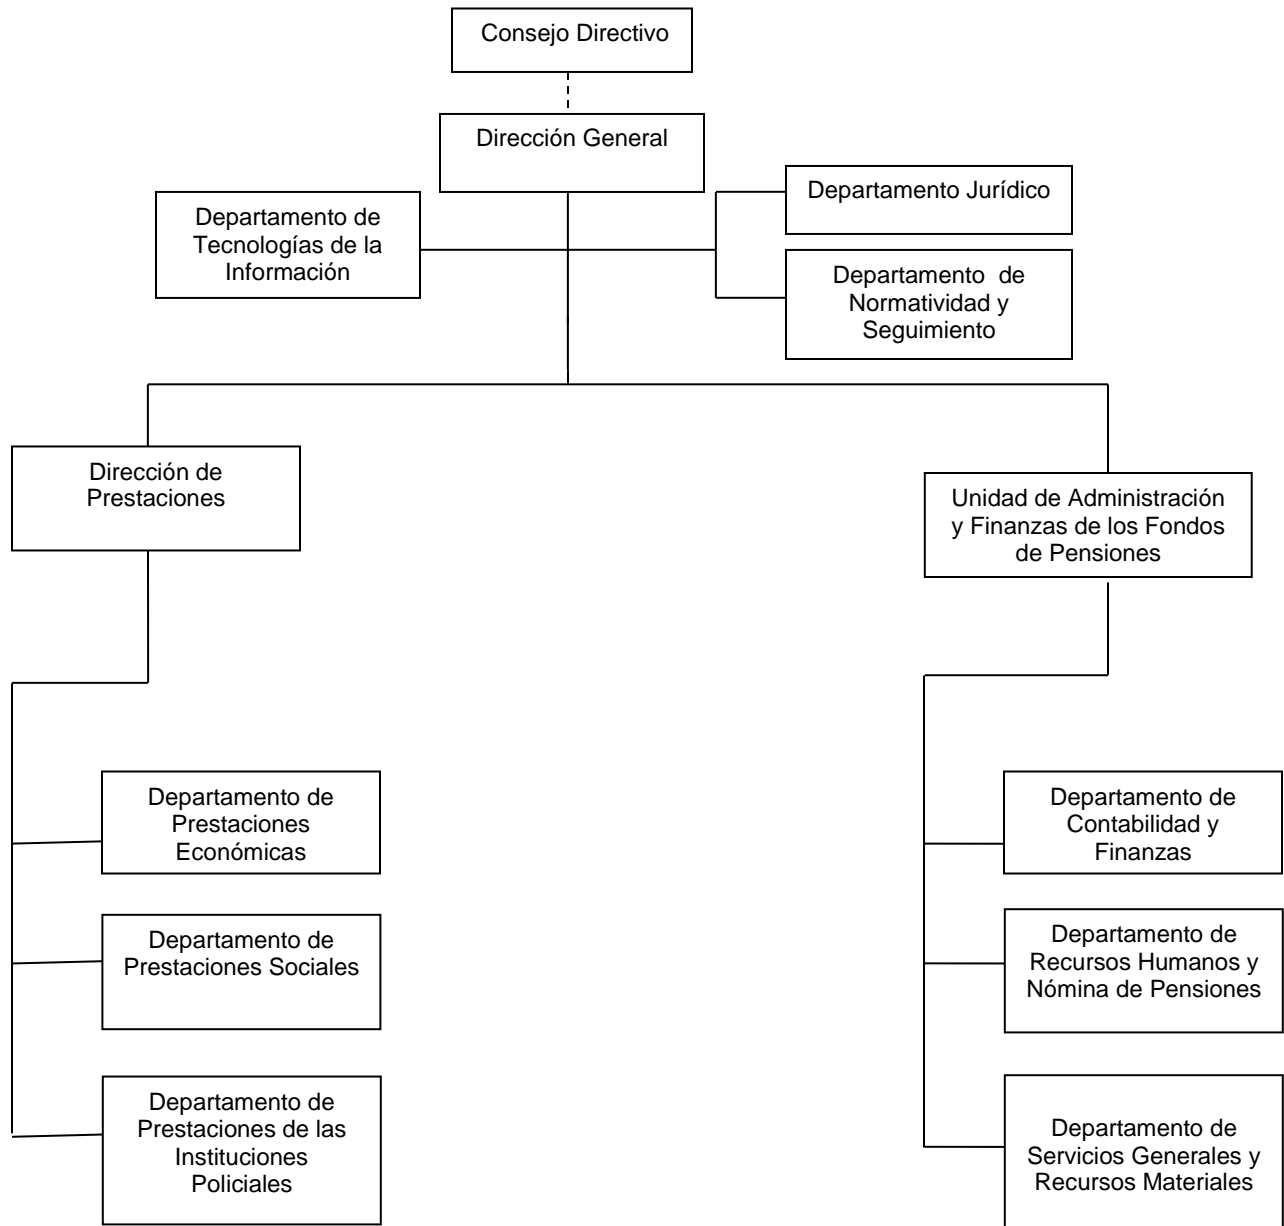 Consejo Directivo
Dirección General
Departamento de
Tecnologías de la
Información
Departamento Jurídico
Departamento de
Normatividad y
Seguimiento
Dirección de
Prestaciones
Unidad de Administración
y Finanzas de los Fondos
de Pensiones
Departamento de
Prestaciones
Económicas
Departamento de
Prestaciones Sociales
Departamento de
Prestaciones de las
Instituciones
Policiales
Departamento de
Contabilidad y
Finanzas
Departamento de
Recursos Humanos y
Nómina de Pensiones
Departamento de
Servicios Generales y
Recursos Materiales